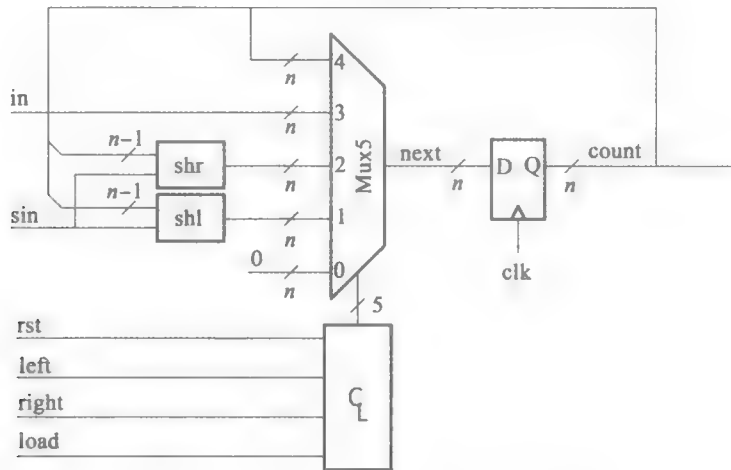 n
4
in
n
3
n-1
shr
n
2
Mux5
next
n
D Q
n
count
n-1
sin
shl
n
1
clk
0
n
0
5
rst
left
right
load
CL